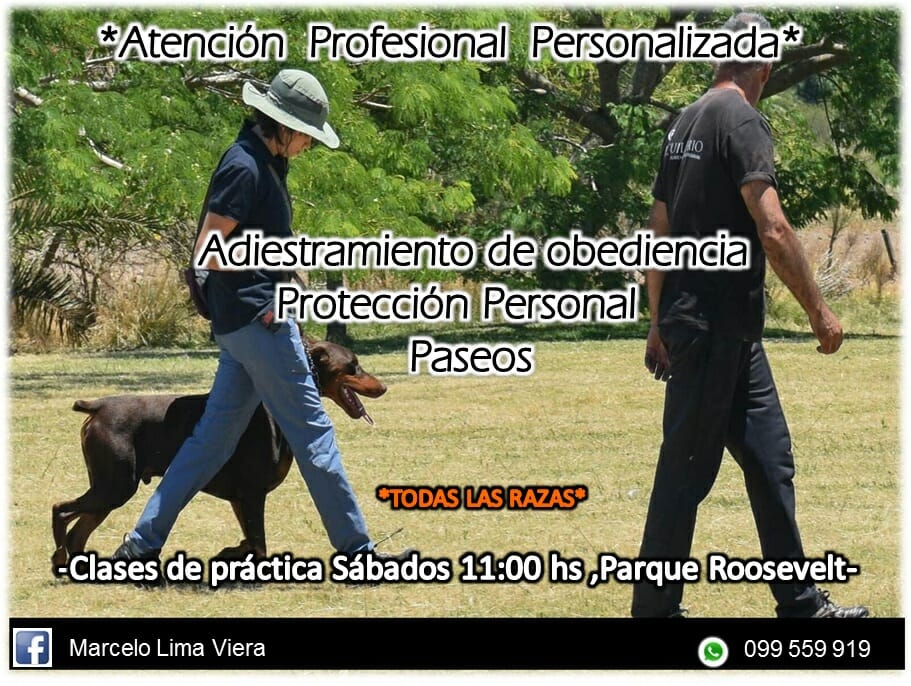 *Atención Profesional Personalizada*
Adiestramiento de obediencia
Protección Personal
Paseos
*TODAS LAS RAZAS*
-Clases de práctica Sábados 11:00 hs ,Parque Roosevelt-
f Marcelo Lima Viera
099 559 919